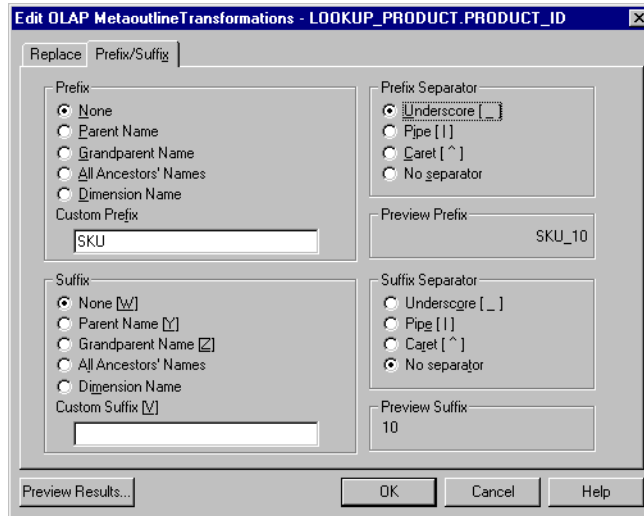 Edit OLAP MetaoutlineTransformations - LOOKUP_PRODUCT.PRODUCT_ID
Replace Prefix/Suffix
Prefix
None
Parent Name
Grandparent Name
All Ancestors' Names
Dimension Name
Custom Prefix
SKU
Prefix Separator
Underscore [ _ ]
Pipe [ | ]
Caret [ ^ ]
No separator
Preview Prefix
SKU_10
Suffix
None [W]
Parent Name [Y]
Grandparent Name [Z]
All Ancestors' Names
Dimension Name
Custom Suffix [V]
Suffix Separator
Underscore [ _ ]
Pipe [ | ]
Caret [ ^ ]
No separator
Preview Suffix
10
Preview Results... OK Cancel Help